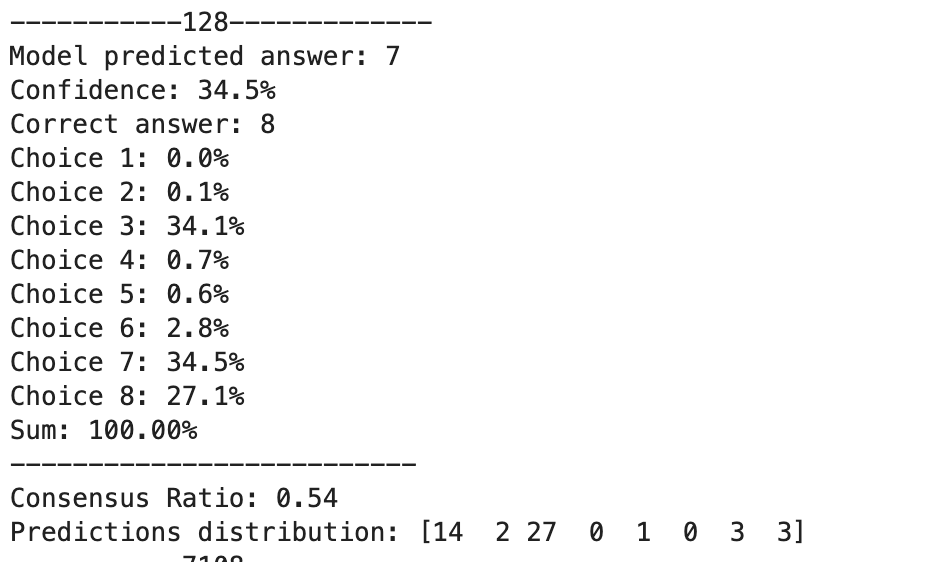 -----------128-------------
Model predicted answer: 7
Confidence: 34.5%
Correct answer: 8
Choice 1: 0.0%
Choice 2: 0.1%
Choice 3: 34.1%
Choice 4: 0.7%
Choice 5: 0.6%
Choice 6: 2.8%
Choice 7: 34.5%
Choice 8: 27.1%
Sum: 100.00%
--------------------------
Consensus Ratio: 0.54
Predictions distribution: [14  2 27  0  1  0  3  3]